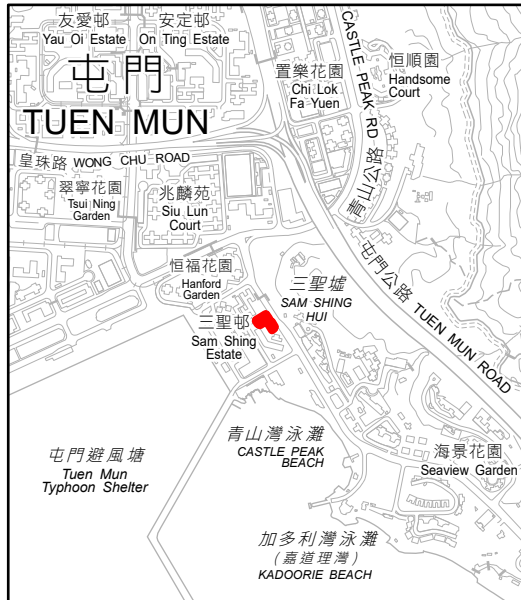 友愛邨
Yau Oi Estate
安定邨
On Ting Estate
屯門
TUEN MUN
置樂花園
Chi Lok
Fa Yuen
CASTLE PEAK RD
青山公路
恒順園
Handsome
Court
皇珠路 WONG CHU ROAD
翠寧花園
Tsui Ning
Garden
兆麟苑
Siu Lun
Court
屯門公路 TUEN MUN ROAD
恒福花園
Hanford
Garden
三聖墟
SAM SHING
HUI
三聖邨
Sam Shing
Estate
青山灣泳灘
CASTLE PEAK
BEACH
屯門避風塘
Tuen Mun
Typhoon Shelter
海景花園
Seaview Garden
加多利灣泳灘
(嘉道理灣)
KADOORIE BEACH